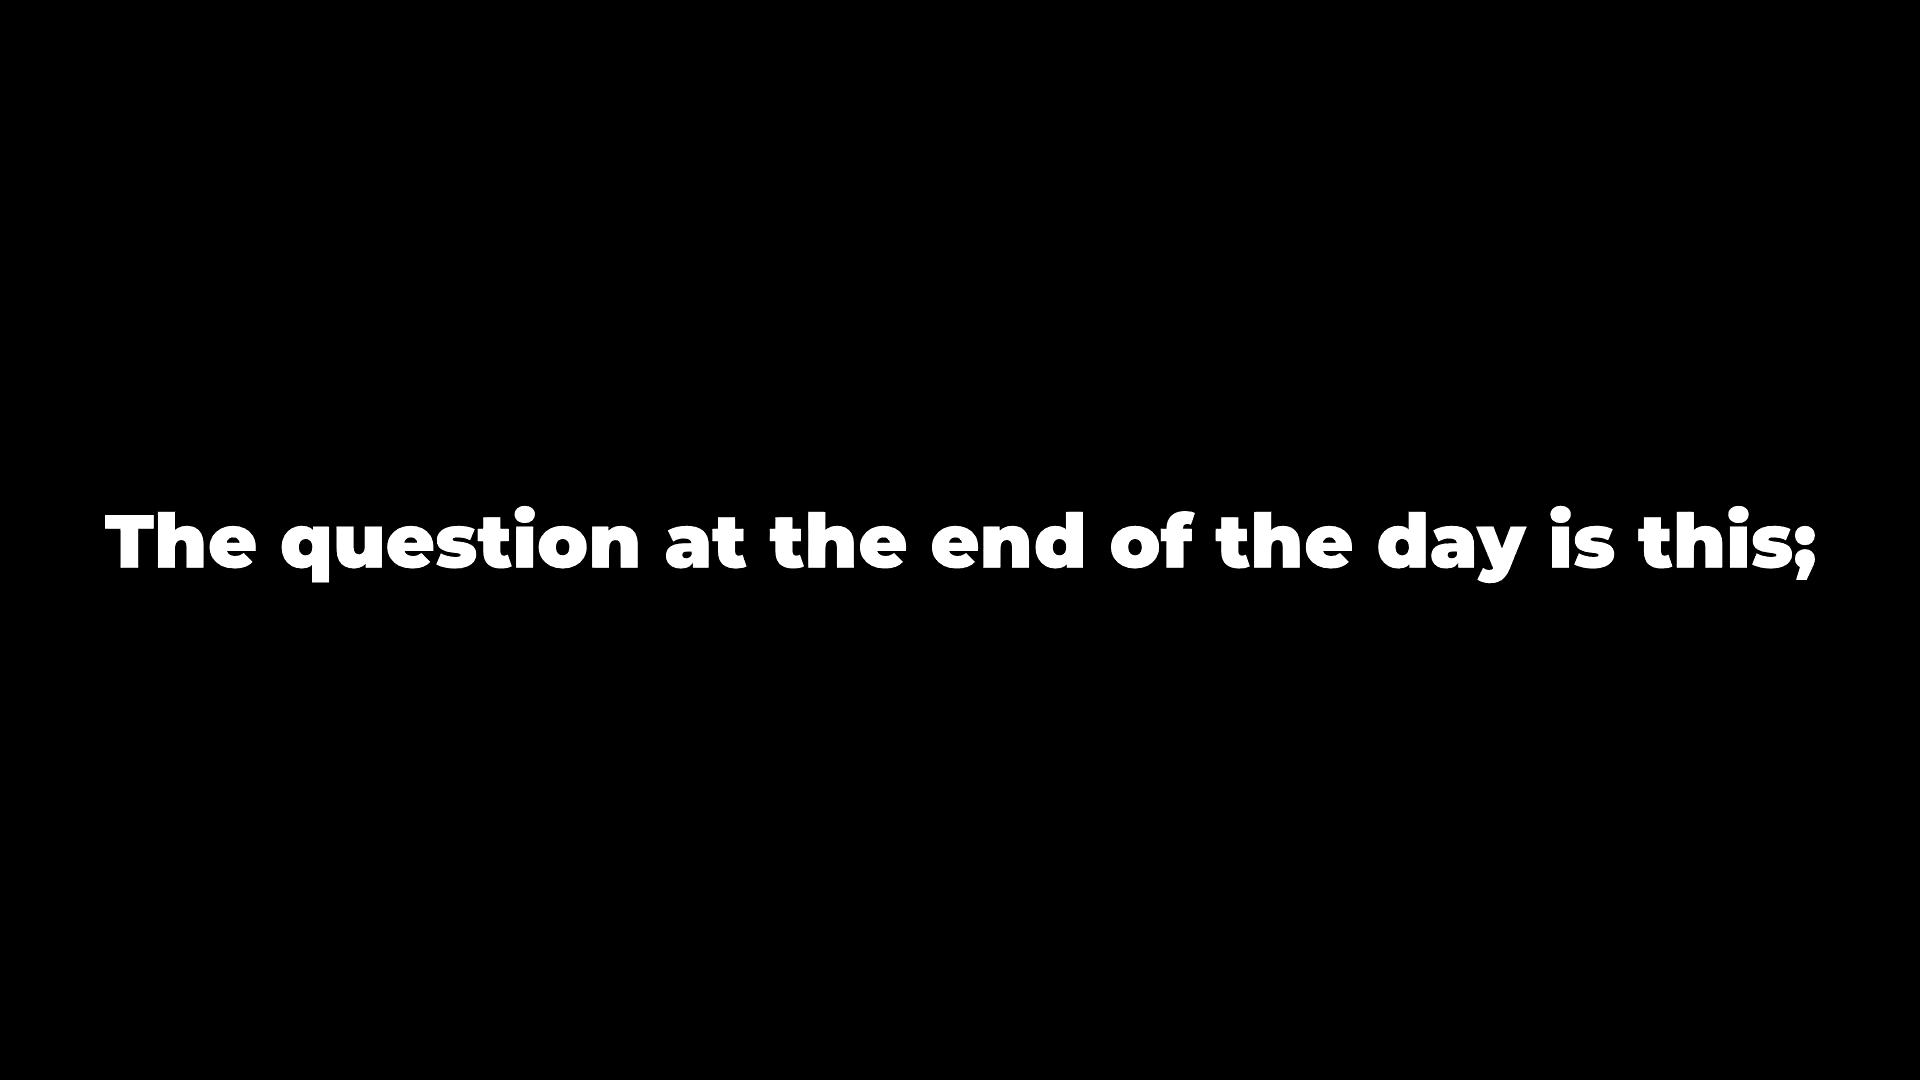 The question at the end of the day is this;